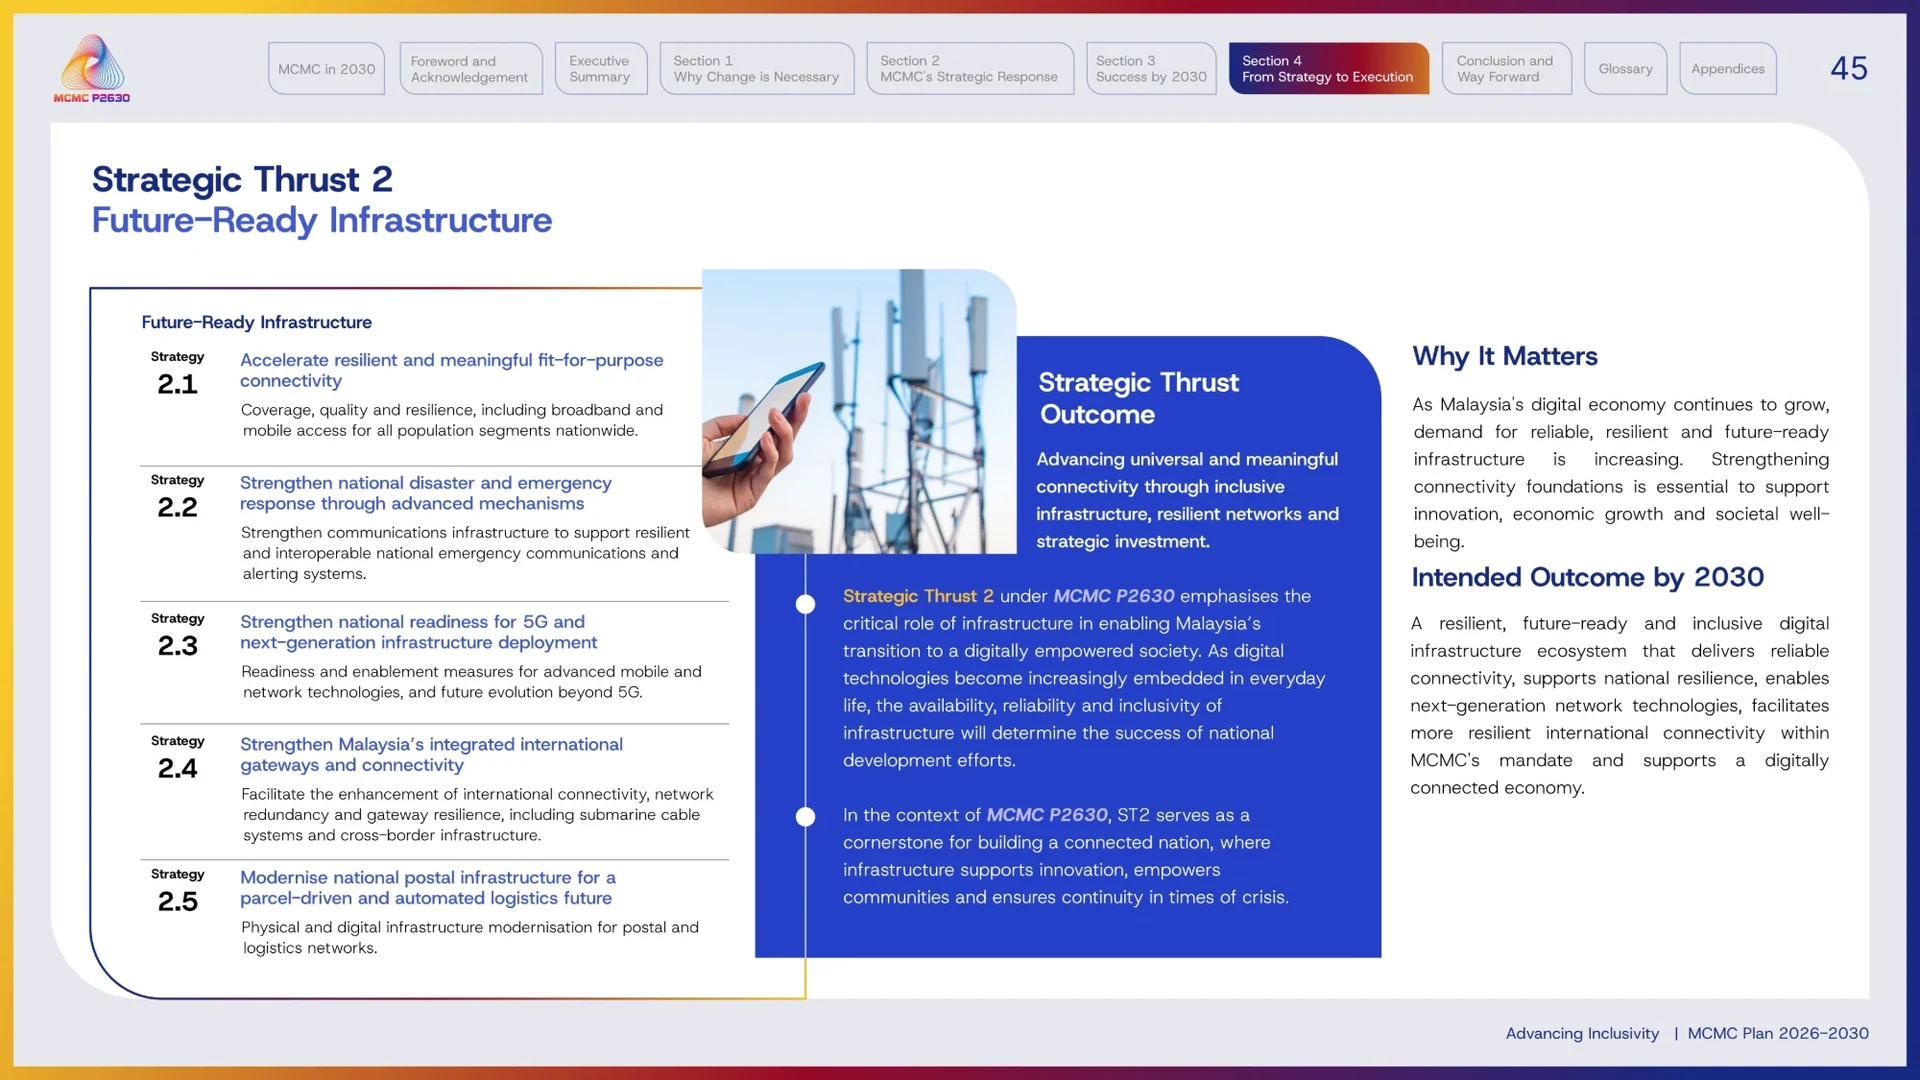 MCMC P2630
MCMC in 2030
Foreword and
Acknowledgement
Executive
Summary
Section 1
Why Change is Necessary
Section 2
MCMC's Strategic Response
Section 3
Success by 2030
Section 4
From Strategy to Execution
Conclusion and
Way Forward
Glossary
Appendices
45
Strategic Thrust 2
Future-Ready Infrastructure
Future-Ready Infrastructure
Strategy
2.1
Accelerate resilient and meaningful fit-for-purpose
connectivity
Coverage, quality and resilience, including broadband and
mobile access for all population segments nationwide.
Strategy
2.2
Strengthen national disaster and emergency
response through advanced mechanisms
Strengthen communications infrastructure to support resilient
and interoperable national emergency communications and
alerting systems.
Strategy
2.3
Strengthen national readiness for 5G and
next-generation infrastructure deployment
Readiness and enablement measures for advanced mobile and
network technologies, and future evolution beyond 5G.
Strategy
2.4
Strengthen Malaysia's integrated international
gateways and connectivity
Facilitate the enhancement of international connectivity, network
redundancy and gateway resilience, including submarine cable
systems and cross-border infrastructure.
Strategy
2.5
Modernise national postal infrastructure for a
parcel-driven and automated logistics future
Physical and digital infrastructure modernisation for postal and
logistics networks.
Strategic Thrust
Outcome
Advancing universal and meaningful
connectivity through inclusive
infrastructure, resilient networks and
strategic investment.
Strategic Thrust 2 under MCMC P2630 emphasises the
critical role of infrastructure in enabling Malaysia's
transition to a digitally empowered society. As digital
technologies become increasingly embedded in everyday
life, the availability, reliability and inclusivity of
infrastructure will determine the success of national
development efforts.
In the context of MCMC P2630, ST2 serves as a
cornerstone for building a connected nation, where
infrastructure supports innovation, empowers
communities and ensures continuity in times of crisis.
Why It Matters
As Malaysia's digital economy continues to grow,
demand for reliable, resilient and future-ready
infrastructure is increasing. Strengthening
connectivity foundations is essential to support
innovation, economic growth and societal well-
being.
Intended Outcome by 2030
A resilient, future-ready and inclusive digital
infrastructure ecosystem that delivers reliable
connectivity, supports national resilience, enables
next-generation network technologies, facilitates
more resilient international connectivity within
MCMC's mandate and supports a digitally
connected economy.
Advancing Inclusivity | MCMC Plan 2026-2030